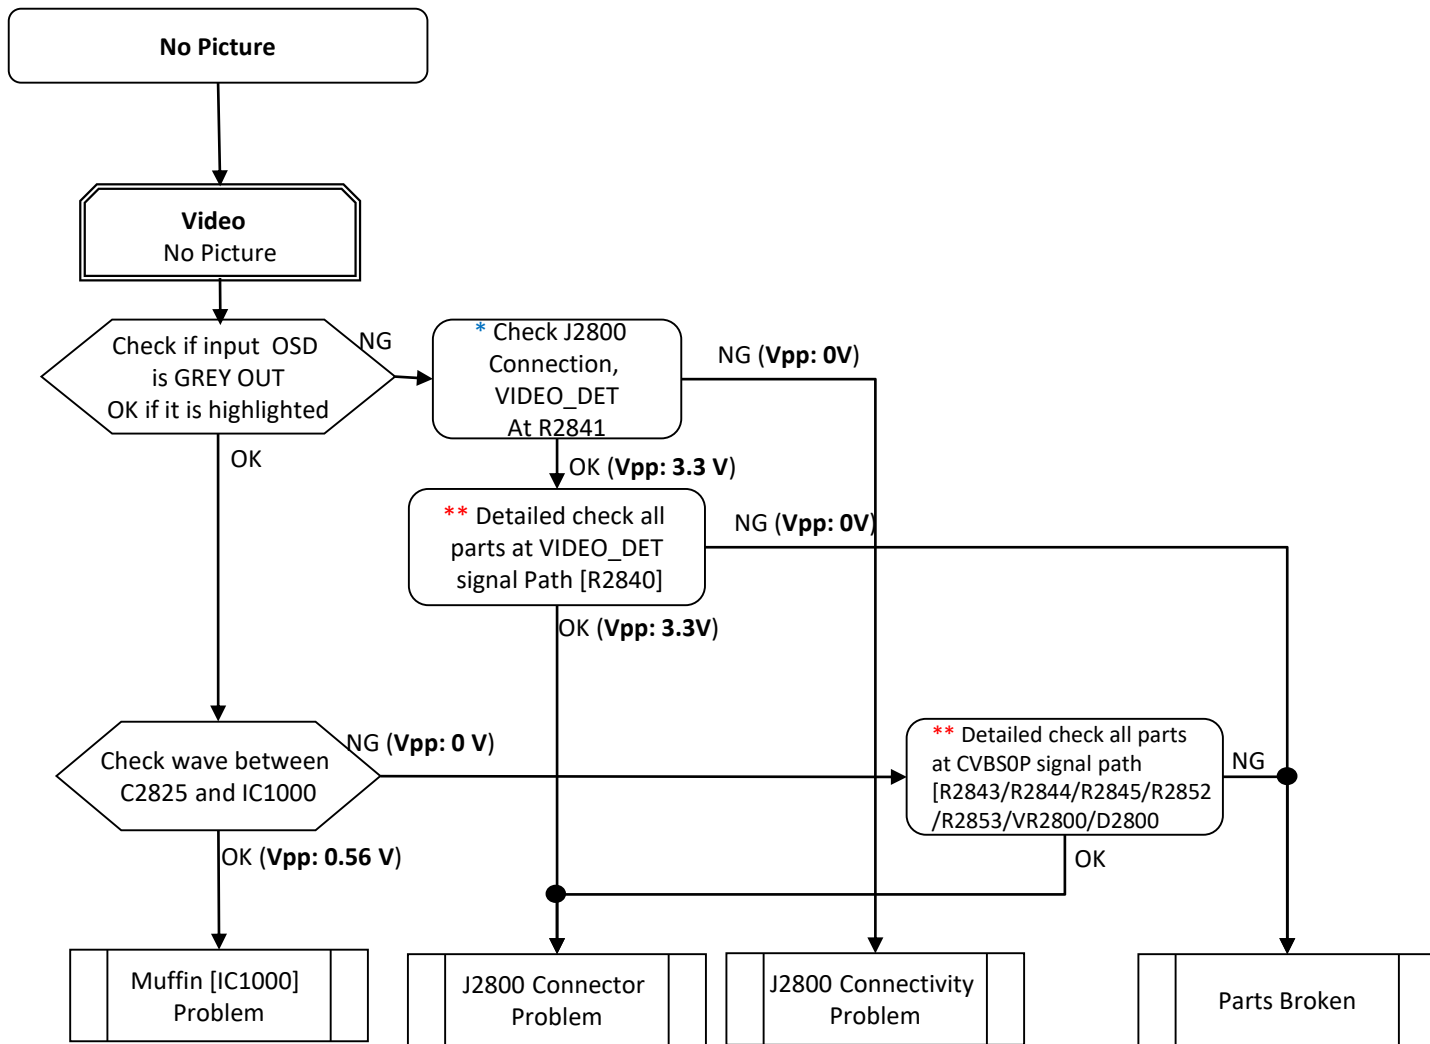 No Picture
Video
No Picture
Check if input  OSD
is GREY OUT
OK if it is highlighted
NG
* Check J2800
Connection,
VIDEO_DET
At R2841
NG (Vpp: 0V)
OK
OK (Vpp: 3.3 V)
** Detailed check all
parts at VIDEO_DET
signal Path [R2840]
NG (Vpp: 0V)
OK (Vpp: 3.3V)
Check wave between
C2825 and IC1000
NG (Vpp: 0 V)
** Detailed check all parts
at CVBS0P signal path
[R2843/R2844/R2845/R2852
/R2853/VR2800/D2800
NG
OK (Vpp: 0.56 V)
OK
Muffin [IC1000]
Problem
J2800 Connector
Problem
J2800 Connectivity
Problem
Parts Broken